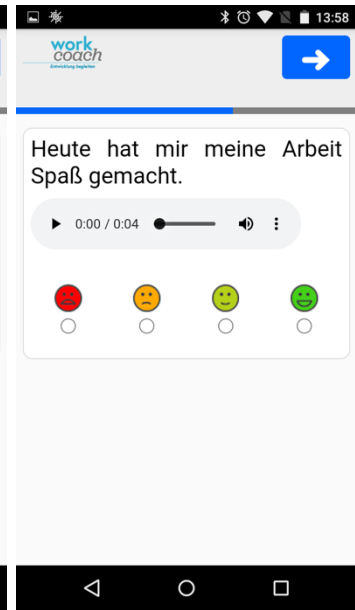 13:58
work
coach
Entwicklung begleiten
Heute hat mir meine Arbeit
Spaß gemacht.
0:00 / 0:04